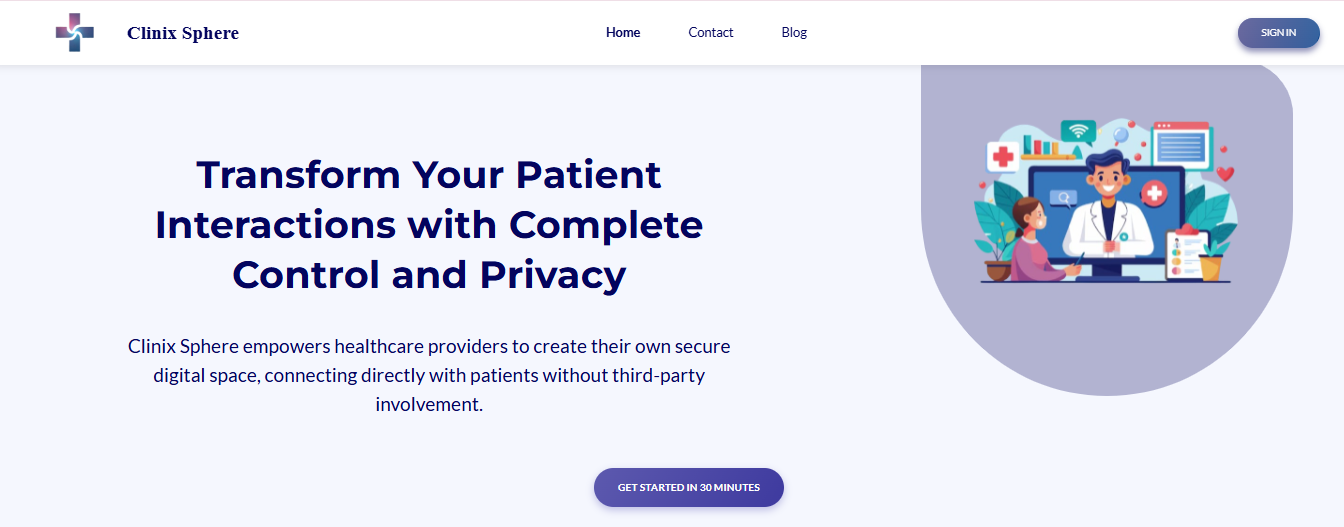 Clinix Sphere
Home
Contact
Blog
SIGN IN
Transform Your Patient
Interactions with Complete
Control and Privacy
Clinix Sphere empowers healthcare providers to create their own secure
digital space, connecting directly with patients without third-party
involvement.
GET STARTED IN 30 MINUTES